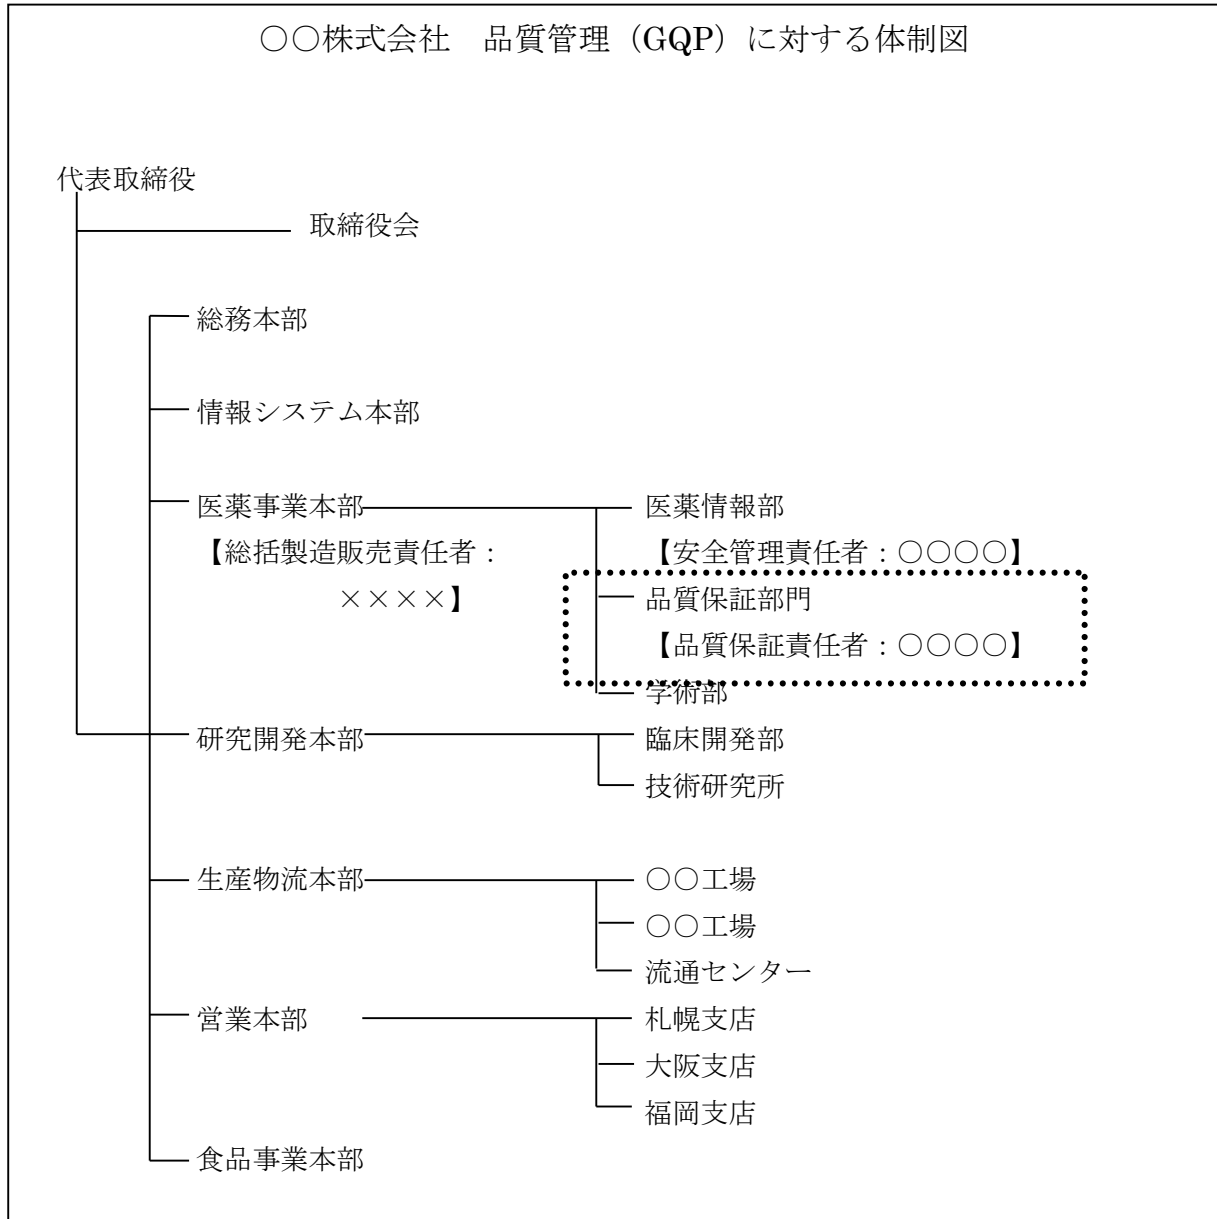 ○○株式会社　品質管理（GQP）に対する体制図
代表取締役
取締役会
総務本部
情報システム本部
医薬事業本部
【総括製造販売責任者：
××××】
医薬情報部
【安全管理責任者：○○○○】
品質保証部門
【品質保証責任者：○○○○】
学術部
研究開発本部
臨床開発部
技術研究所
生産物流本部
○○工場
○○工場
流通センター
営業本部
札幌支店
大阪支店
福岡支店
食品事業本部